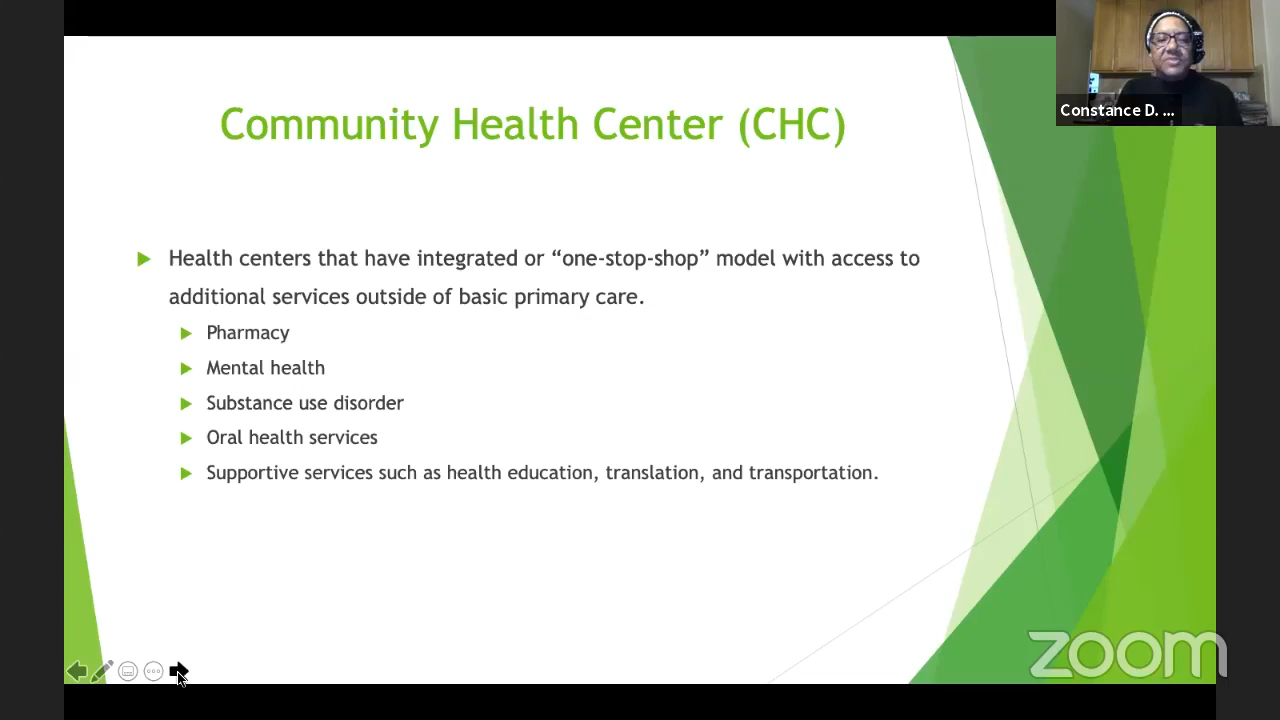 Community Health Center (CHC)
Health centers that have integrated or “one-stop-shop” model with access to
additional services outside of basic primary care.
Pharmacy
Mental health
Substance use disorder
Oral health services
Supportive services such as health education, translation, and transportation.
Constance D. ...
zoom